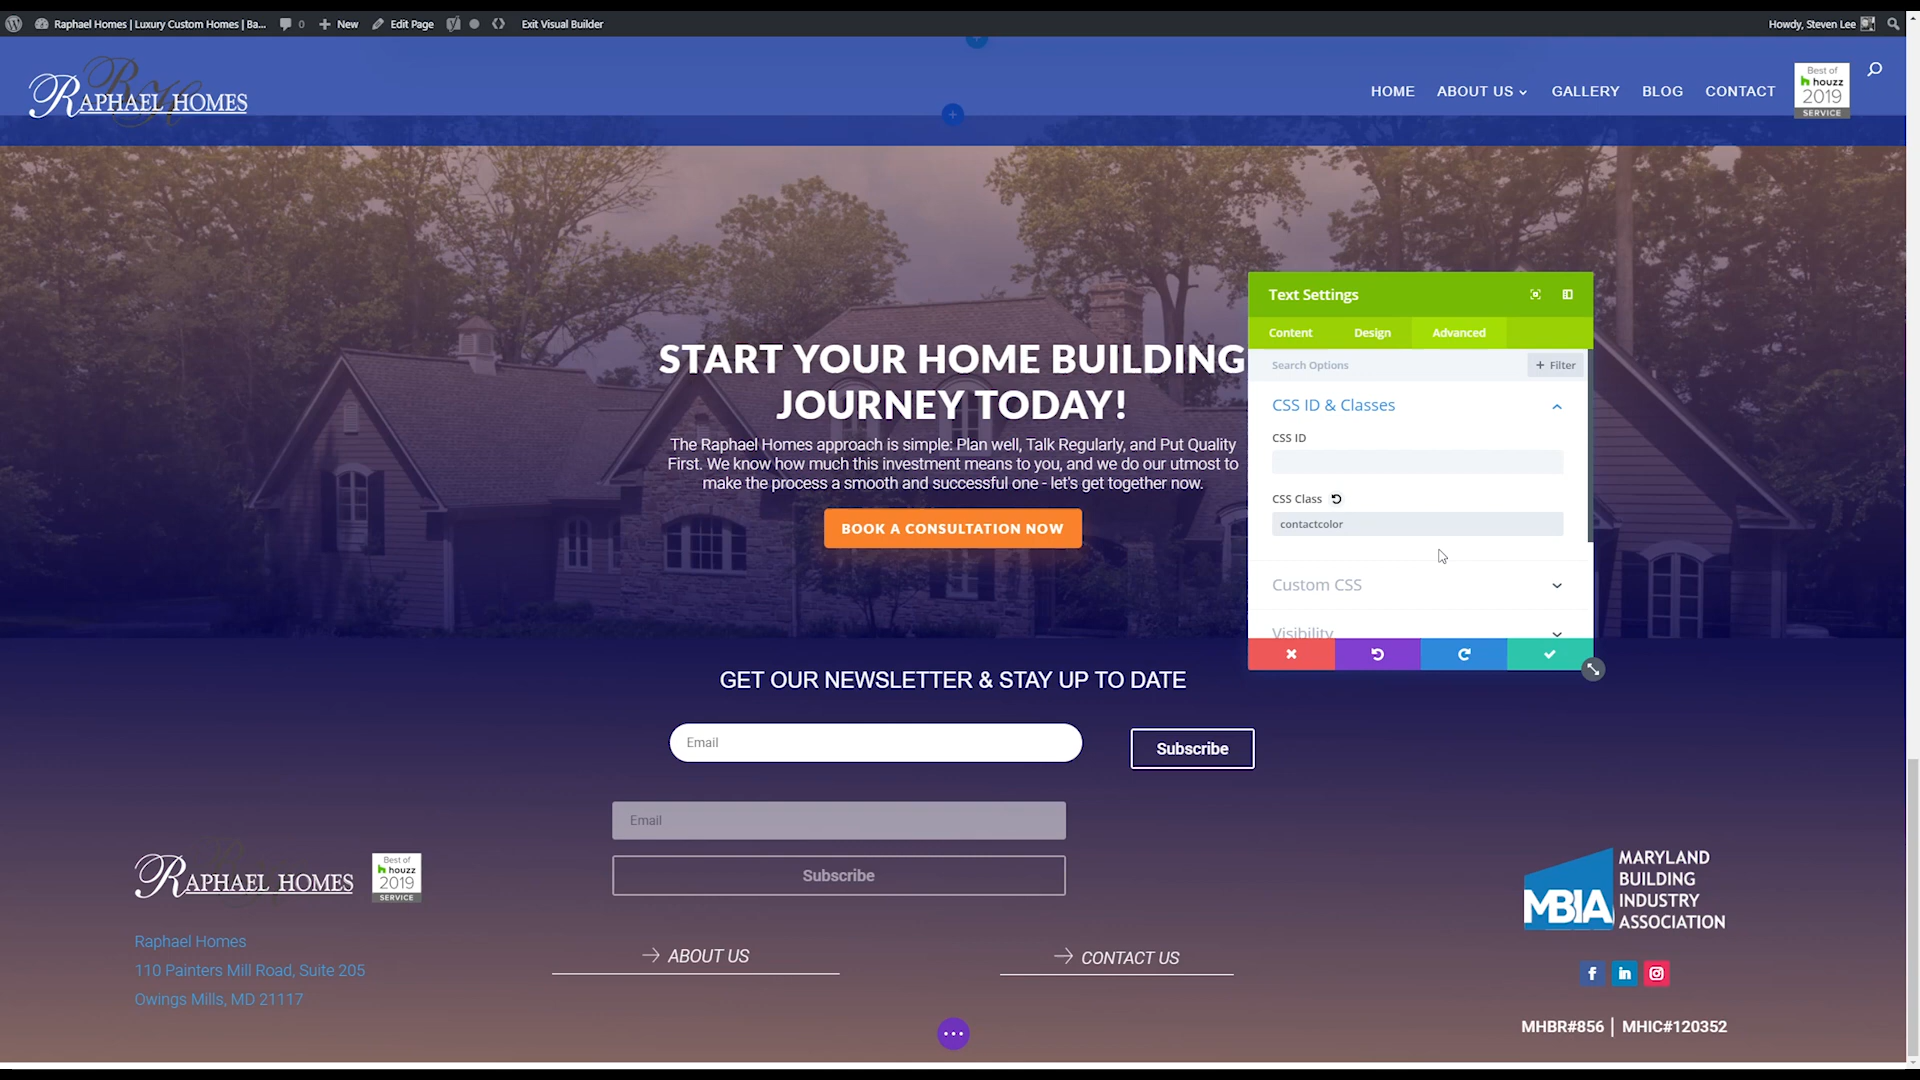 Raphael Homes | Luxury Custom Homes | Ba...
0
New
Edit Page
Exit Visual Builder
Howdy, Steven Lee
RAPHAEL HOMES
HOME
ABOUT US
GALLERY
BLOG
CONTACT
Best of
houzz
2019
SERVICE
START YOUR HOME BUILDING
JOURNEY TODAY!
The Raphael Homes approach is simple: Plan well, Talk Regularly, and Put Quality
First. We know how much this investment means to you, and we do our utmost to
make the process a smooth and successful one - let's get together now.
BOOK A CONSULTATION NOW
Text Settings
Content
Design
Advanced
Search Options
+ Filter
CSS ID & Classes
CSS ID
CSS Class
contactcolor
Custom CSS
Visibility
GET OUR NEWSLETTER & STAY UP TO DATE
Email
Subscribe
Email
Subscribe
RAPHAEL HOMES
Best of
houzz
2019
SERVICE
Raphael Homes
110 Painters Mill Road, Suite 205
Owings Mills, MD 21117
ABOUT US
CONTACT US
MBIA
MARYLAND
BUILDING
INDUSTRY
ASSOCIATION
MHBR#856 | MHIC#120352